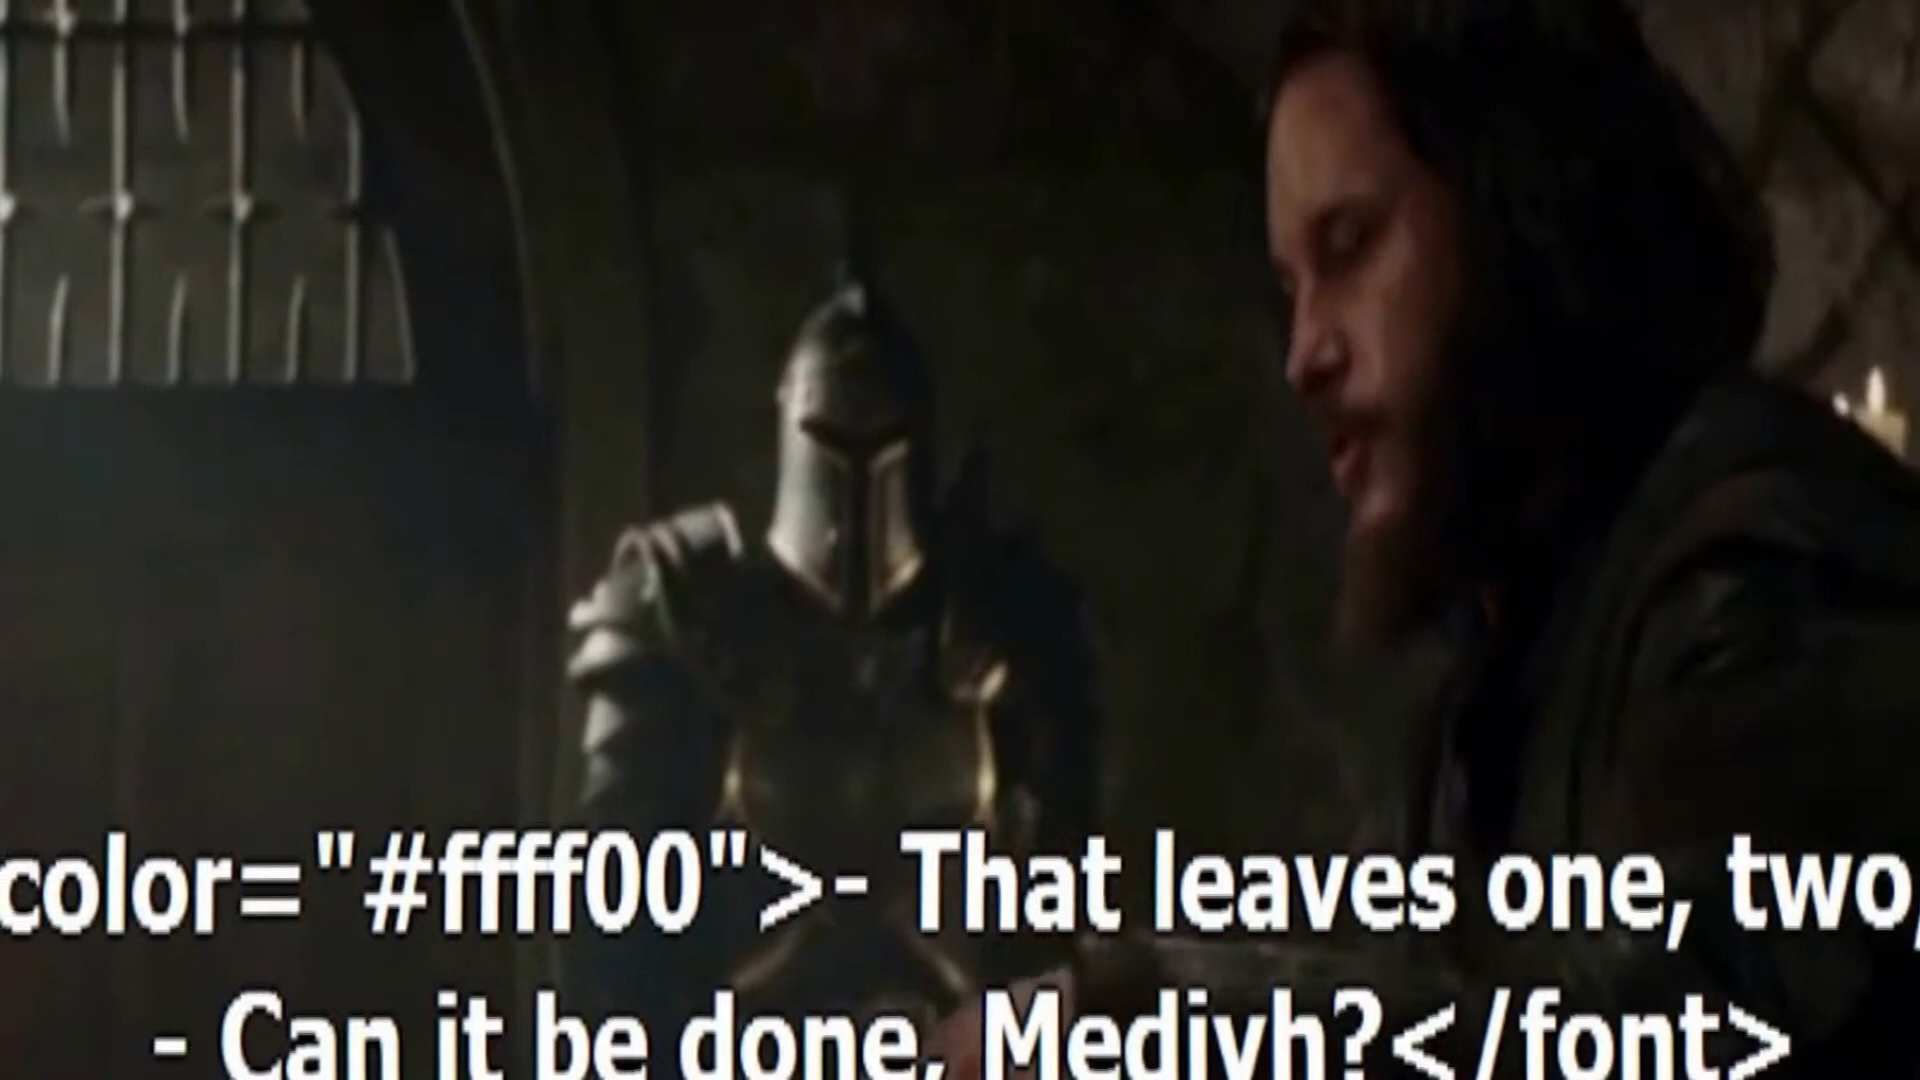 color="#ffff00">- That leaves one, two,
- Can it be done, Medivh?</font>